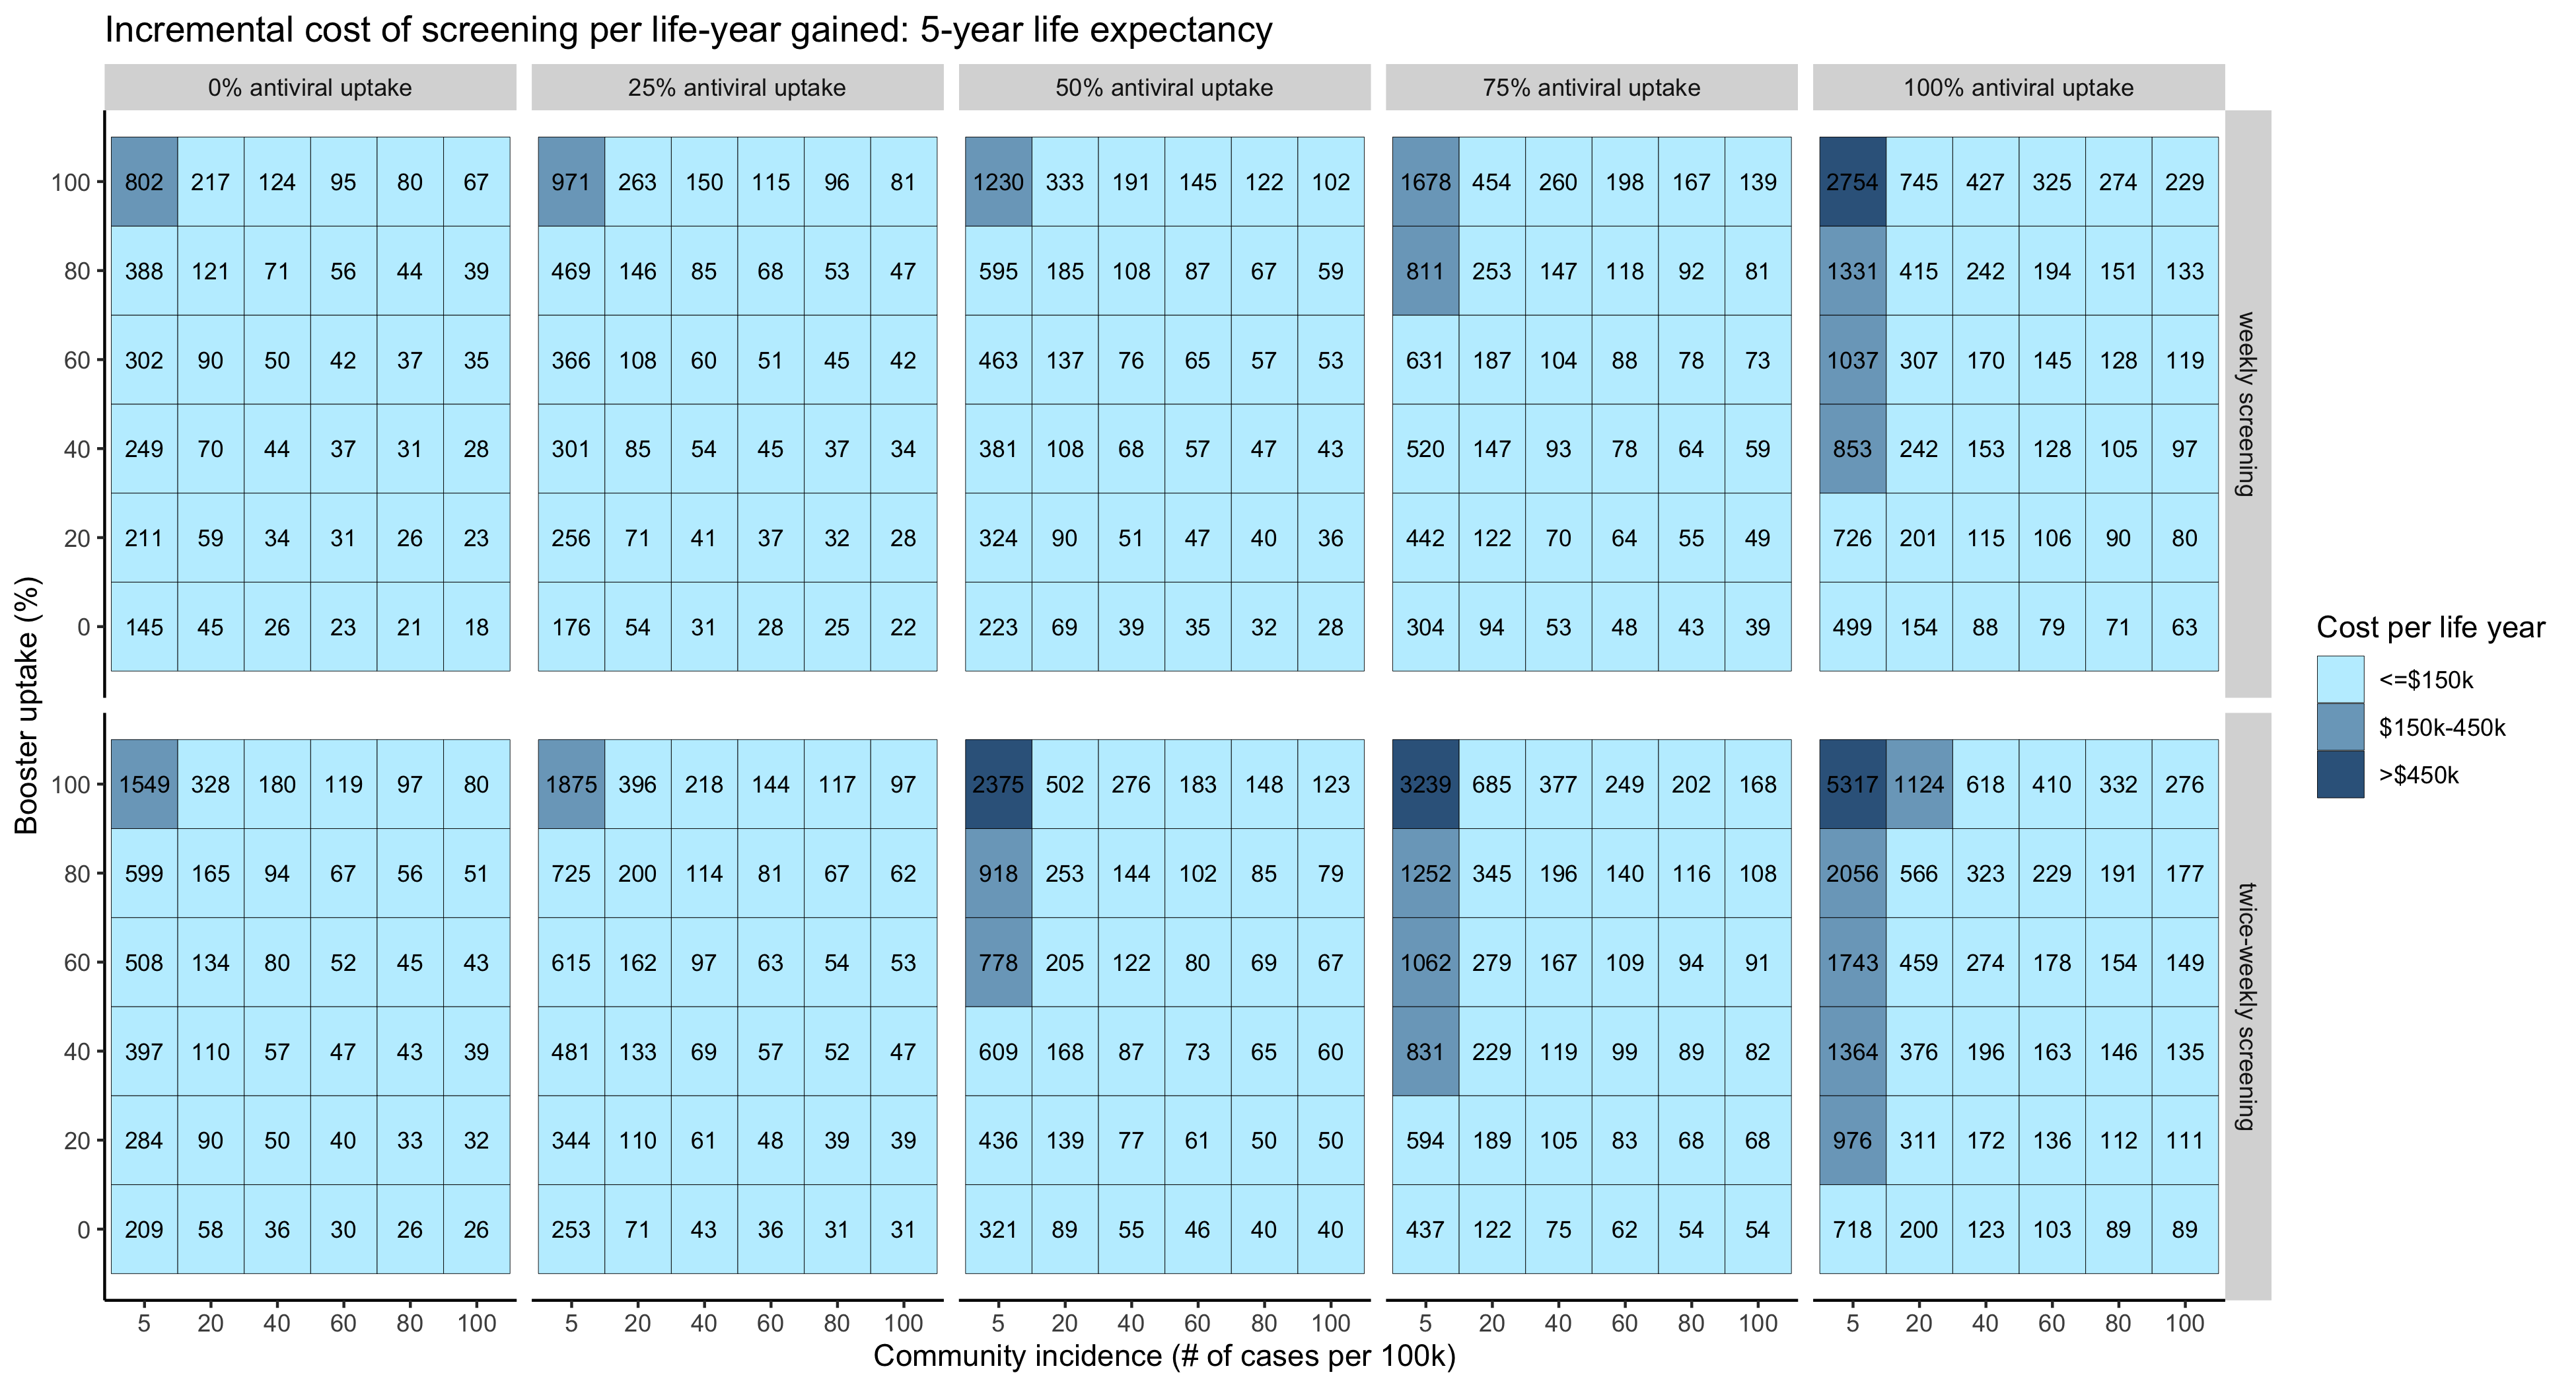 Incremental cost of screening per life-year gained: 5-year life expectancy
0% antiviral uptake 25% antiviral uptake 50% antiviral uptake 75% antiviral uptake 100% antiviral uptake
100 802 217 124 95 80 67 971 263 150 115 96 81 1230 333 191 145 122 102 1678 454 260 198 167 139 2754 745 427 325 274 229
80 388 121 71 56 44 39 469 146 85 68 53 47 595 185 108 87 67 59 811 253 147 118 92 81 1331 415 242 194 151 133
60 302 90 50 42 37 35 366 108 60 51 45 42 463 137 76 65 57 53 631 187 104 88 78 73 1037 307 170 145 128 119
40 249 70 44 37 31 28 301 85 54 45 37 34 381 108 68 57 47 43 520 147 93 78 64 59 853 242 153 128 105 97
20 211 59 34 31 26 23 256 71 41 37 32 28 324 90 51 47 40 36 442 122 70 64 55 49 726 201 115 106 90 80
0 145 45 26 23 21 18 176 54 31 28 25 22 223 69 39 35 32 28 304 94 53 48 43 39 499 154 88 79 71 63
weekly screening
100 1549 328 180 119 97 80 1875 396 218 144 117 97 2375 502 276 183 148 123 3239 685 377 249 202 168 5317 1124 618 410 332 276
80 599 165 94 67 56 51 725 200 114 81 67 62 918 253 144 102 85 79 1252 345 196 140 116 108 2056 566 323 229 191 177
60 508 134 80 52 45 43 615 162 97 63 54 53 778 205 122 80 69 67 1062 279 167 109 94 91 1743 459 274 178 154 149
40 397 110 57 47 43 39 481 133 69 57 52 47 609 168 87 73 65 60 831 229 119 99 89 82 1364 376 196 163 146 135
20 284 90 50 40 33 32 344 110 61 48 39 39 436 139 77 61 50 50 594 189 105 83 68 68 976 311 172 136 112 111
0 209 58 36 30 26 26 253 71 43 36 31 31 321 89 55 46 40 40 437 122 75 62 54 54 718 200 123 103 89 89
twice-weekly screening
5 20 40 60 80 100 5 20 40 60 80 100 5 20 40 60 80 100 5 20 40 60 80 100 5 20 40 60 80 100
Community incidence (# of cases per 100k)
Booster uptake (%)
Cost per life year
<=$150k
$150k-450k
>$450k